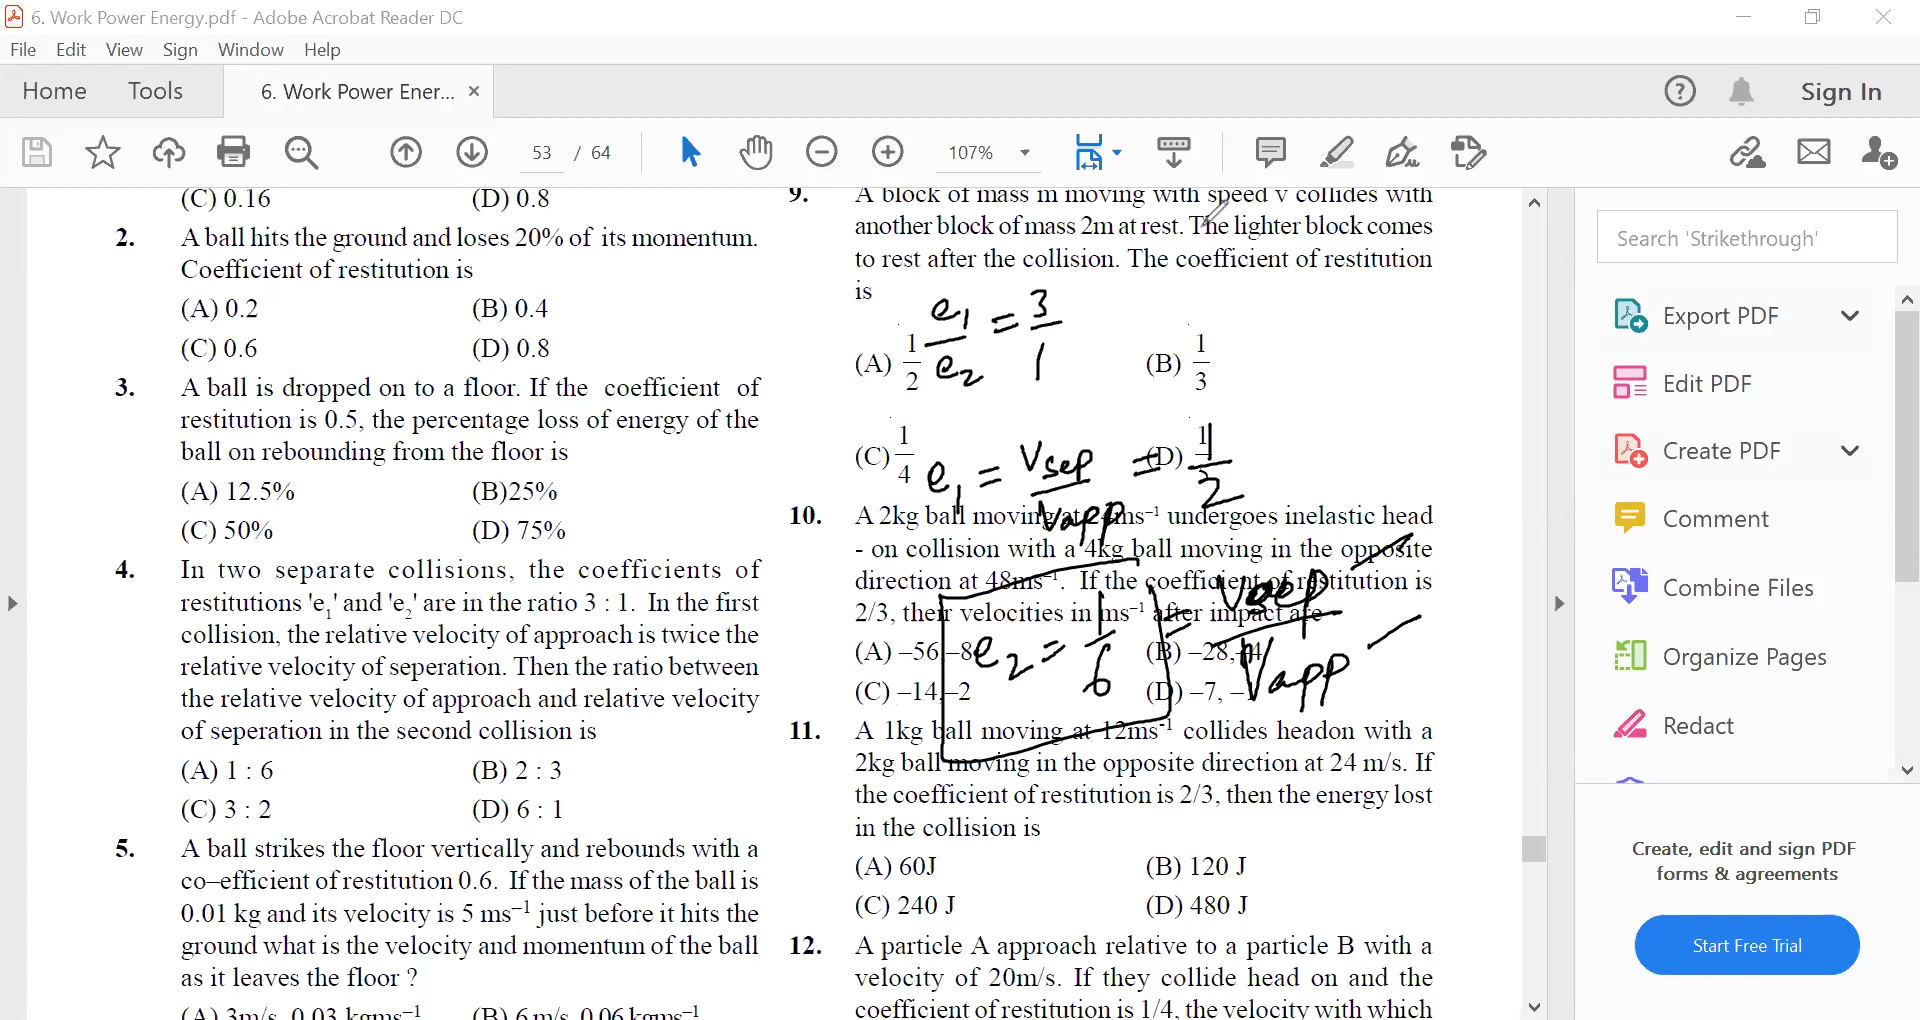 6. Work Power Energy.pdf - Adobe Acrobat Reader DC
File Edit View Sign Window Help
Home Tools 6. Work Power Ener... × Sign In
53 / 64 107%
(C) 0.16 (D) 0.8
2. A ball hits the ground and loses 20% of its momentum.
Coefficient of restitution is
(A) 0.2 (B) 0.4
(C) 0.6 (D) 0.8
3. A ball is dropped on to a floor. If the coefficient of
restitution is 0.5, the percentage loss of energy of the
ball on rebounding from the floor is
(A) 12.5% (B)25%
(C) 50% (D) 75%
4. In two separate collisions, the coefficients of
restitutions 'e₁' and 'e₂' are in the ratio 3 : 1. In the first
collision, the relative velocity of approach is twice the
relative velocity of seperation. Then the ratio between
the relative velocity of approach and relative velocity
of seperation in the second collision is
(A) 1 : 6 (B) 2 : 3
(C) 3 : 2 (D) 6 : 1
5. A ball strikes the floor vertically and rebounds with a
co–efficient of restitution 0.6. If the mass of the ball is
0.01 kg and its velocity is 5 ms⁻¹ just before it hits the
ground what is the velocity and momentum of the ball
as it leaves the floor ?
(A) 3m/s, 0.03 kgms⁻¹ (B) 6 m/s, 0.06 kgms⁻¹
9. A block of mass m moving with speed v collides with
another block of mass 2m at rest. The lighter block comes
to rest after the collision. The coefficient of restitution
is
e₁/e₂ = 3/1
(A) 1/2 (B) 1/3
(C) 1/4 (D)
e₁ = Vsep/Vapp = 1/2
10. A 2kg ball moving at 24ms⁻¹ undergoes inelastic head
- on collision with a 4kg ball moving in the opposite
direction at 48ms⁻¹. If the coefficient of restitution is
2/3, their velocities in ms⁻¹ after impact are
(A) –56,–8 (B) –28,–4
(C) –14,–2 (D) –7, –1
e₂ = 1/6 = Vsep/Vapp
11. A 1kg ball moving at 12ms⁻¹ collides headon with a
2kg ball moving in the opposite direction at 24 m/s. If
the coefficient of restitution is 2/3, then the energy lost
in the collision is
(A) 60J (B) 120 J
(C) 240 J (D) 480 J
12. A particle A approach relative to a particle B with a
velocity of 20m/s. If they collide head on and the
coefficient of restitution is 1/4, the velocity with which
Search 'Strikethrough'
Export PDF
Edit PDF
Create PDF
Comment
Combine Files
Organize Pages
Redact
Create, edit and sign PDF
forms & agreements
Start Free Trial